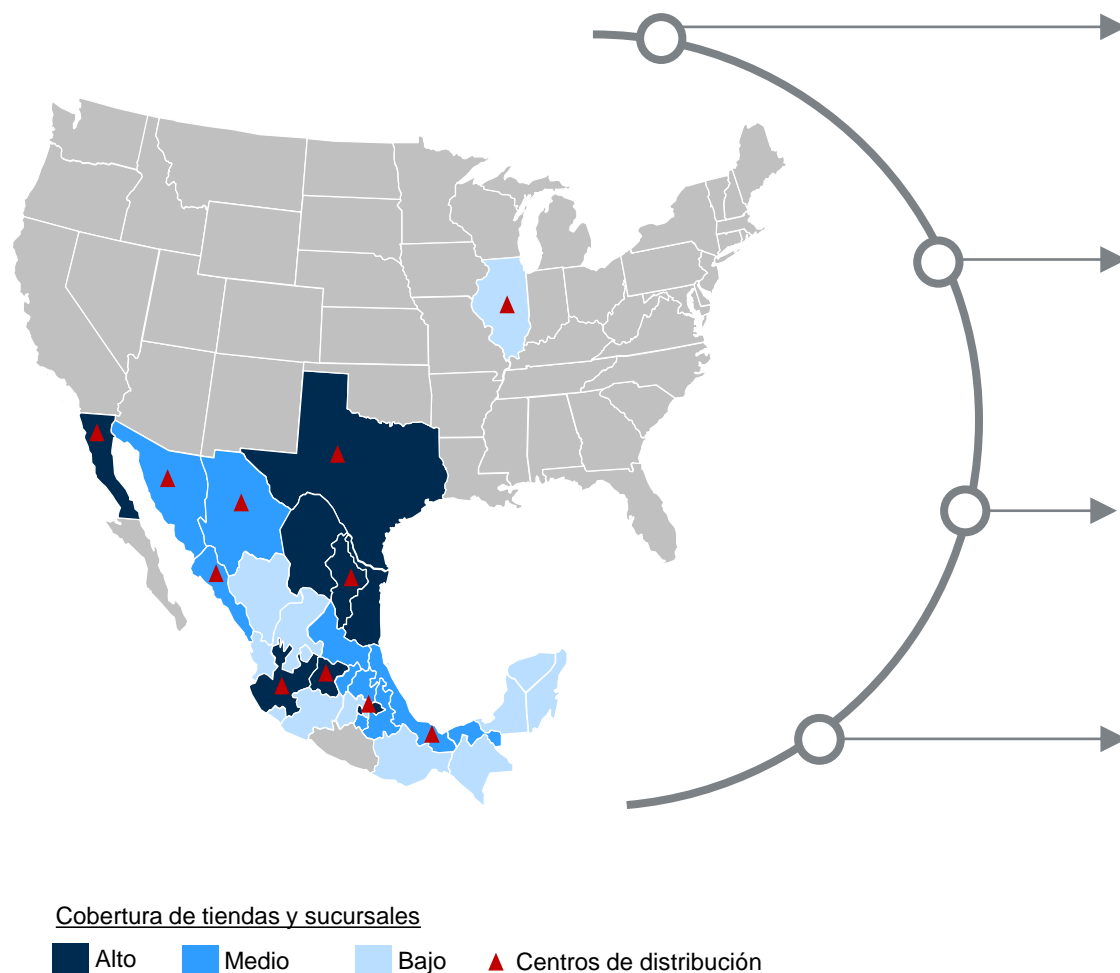 Cobertura de tiendas y sucursales
Alto Medio Bajo Centros de distribución